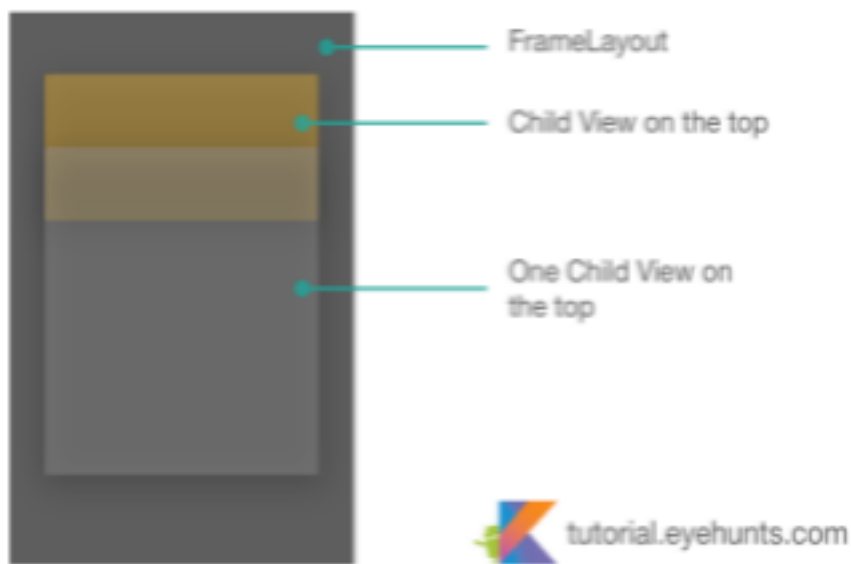 FrameLayout
Child View on the top
One Child View on
the top
tutorial.eyehunts.com